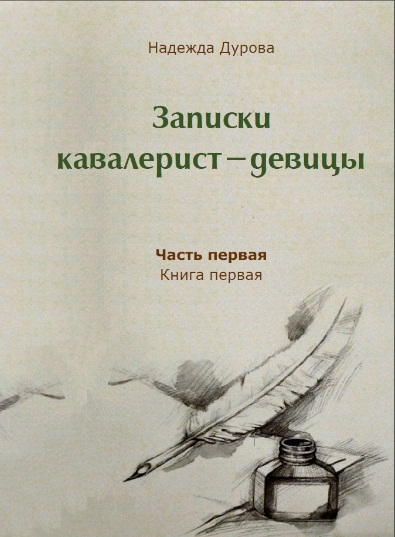 Надежда Дурова
Записки
кавалерист–девицы
Часть первая
Книга первая